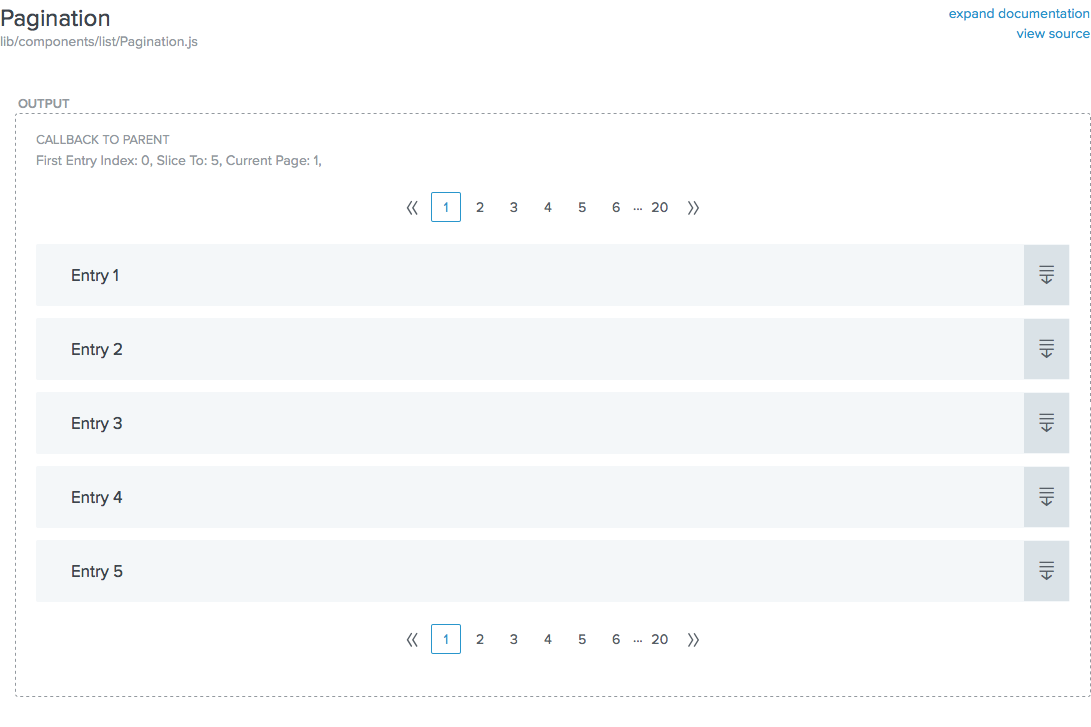 Pagination
expand documentation
lib/components/list/Pagination.js
view source
OUTPUT
CALLBACK TO PARENT
First Entry Index: 0, Slice To: 5, Current Page: 1,
« 1 2 3 4 5 6 ... 20 »
Entry 1
Entry 2
Entry 3
Entry 4
Entry 5
« 1 2 3 4 5 6 ... 20 »